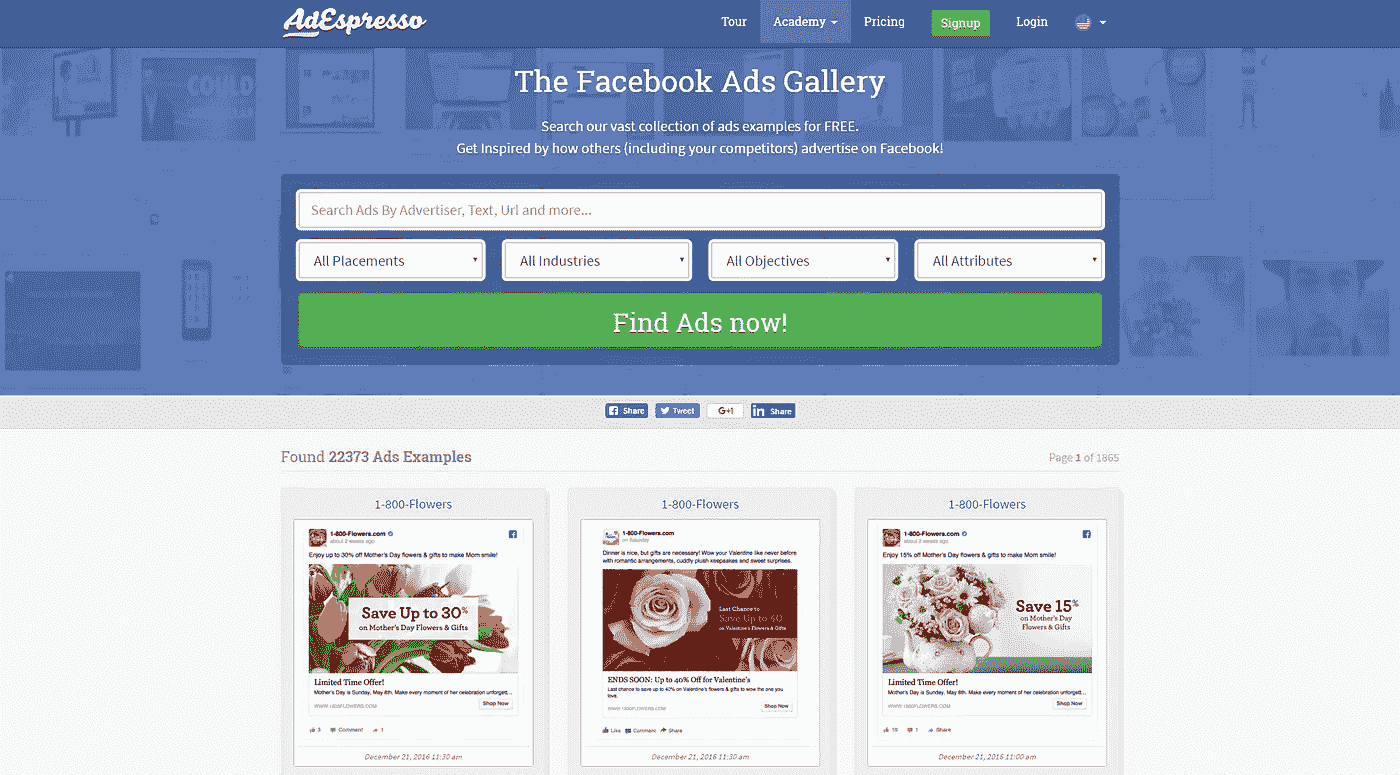 AdEspresso
Tour
Academy
Pricing
Signup
Login
COULD
The Facebook Ads Gallery
Search our vast collection of ads examples for FREE.
Get Inspired by how others (including your competitors) advertise on Facebook!
Search Ads By Advertiser, Text, Url and more...
All Placements
All Industries
All Objectives
All Attributes
Find Ads now!
Share
Tweet
G+1
Share
Found 22373 Ads Examples
Page 1 of 1865
1-800-Flowers
1-800-Flowers.com
about 2 weeks ago
Enjoy up to 30% off Mother's Day flowers & gifts to make Mom smile!
Save Up to 30%
on Mother's Day Flowers & Gifts
Limited Time Offer!
Mother's Day is Sunday, May 8th. Make every moment of her celebration unforgett...
WWW.1800FLOWERS.COM
Shop Now
3
Comment
1
December 21, 2016 11:30 am
1-800-Flowers
1-800-Flowers.com
on Saturday
Dinner is nice, but gifts are necessary! Wow your Valentine like never before
with romantic arrangements, cuddly plush keepsakes and sweet surprises.
Last Chance to
Save Up to 40
on Valentine's Flowers & Gifts
ENDS SOON: Up to 40% Off for Valentine's
Last chance to save up to 40% on Valentine's flowers & gifts to wow the one you
love.
WWW.1800FLOWERS.COM
Shop Now
Like
Comment
Share
December 21, 2016 11:30 am
1-800-Flowers
1-800-Flowers.com
about 2 weeks ago
Enjoy 15% off Mother's Day flowers & gifts to make Mom smile!
Save 15%
on Mother's Day
Flowers & Gifts
Limited Time Offer!
Mother's Day is Sunday, May 8th. Make every moment of her celebration unforgett...
WWW.1800FLOWERS.COM
Shop Now
10
1
Share
December 21, 2016 11:00 am